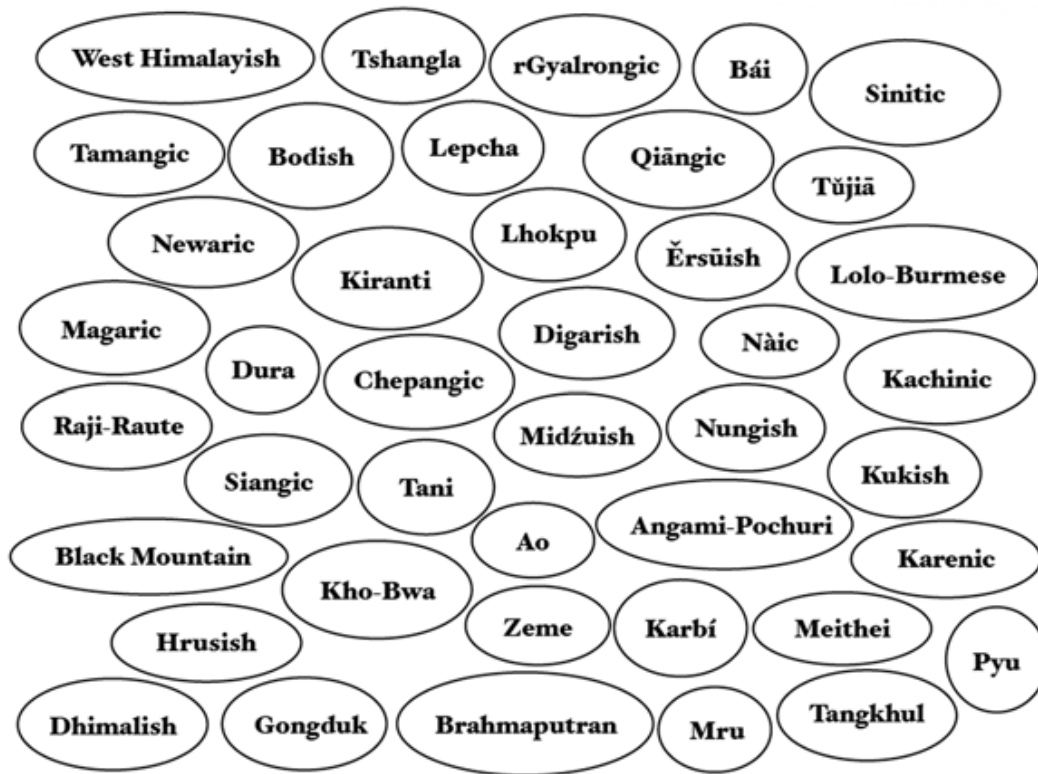 West Himalayish
Tshangla
rGyalrongic
Bái
Sinitic
Tamangic
Bodish
Lepcha
Qiāngic
Tǔjiā
Newaric
Kiranti
Lhokpu
Ěrsūish
Lolo-Burmese
Magaric
Dura
Chepangic
Digarish
Nàic
Kachinic
Raji-Raute
Siangic
Tani
Midźuish
Nungish
Kukish
Black Mountain
Kho-Bwa
Ao
Angami-Pochuri
Karenic
Hrusish
Zeme
Karbí
Meithei
Pyu
Dhimalish
Gongduk
Brahmaputran
Mru
Tangkhul